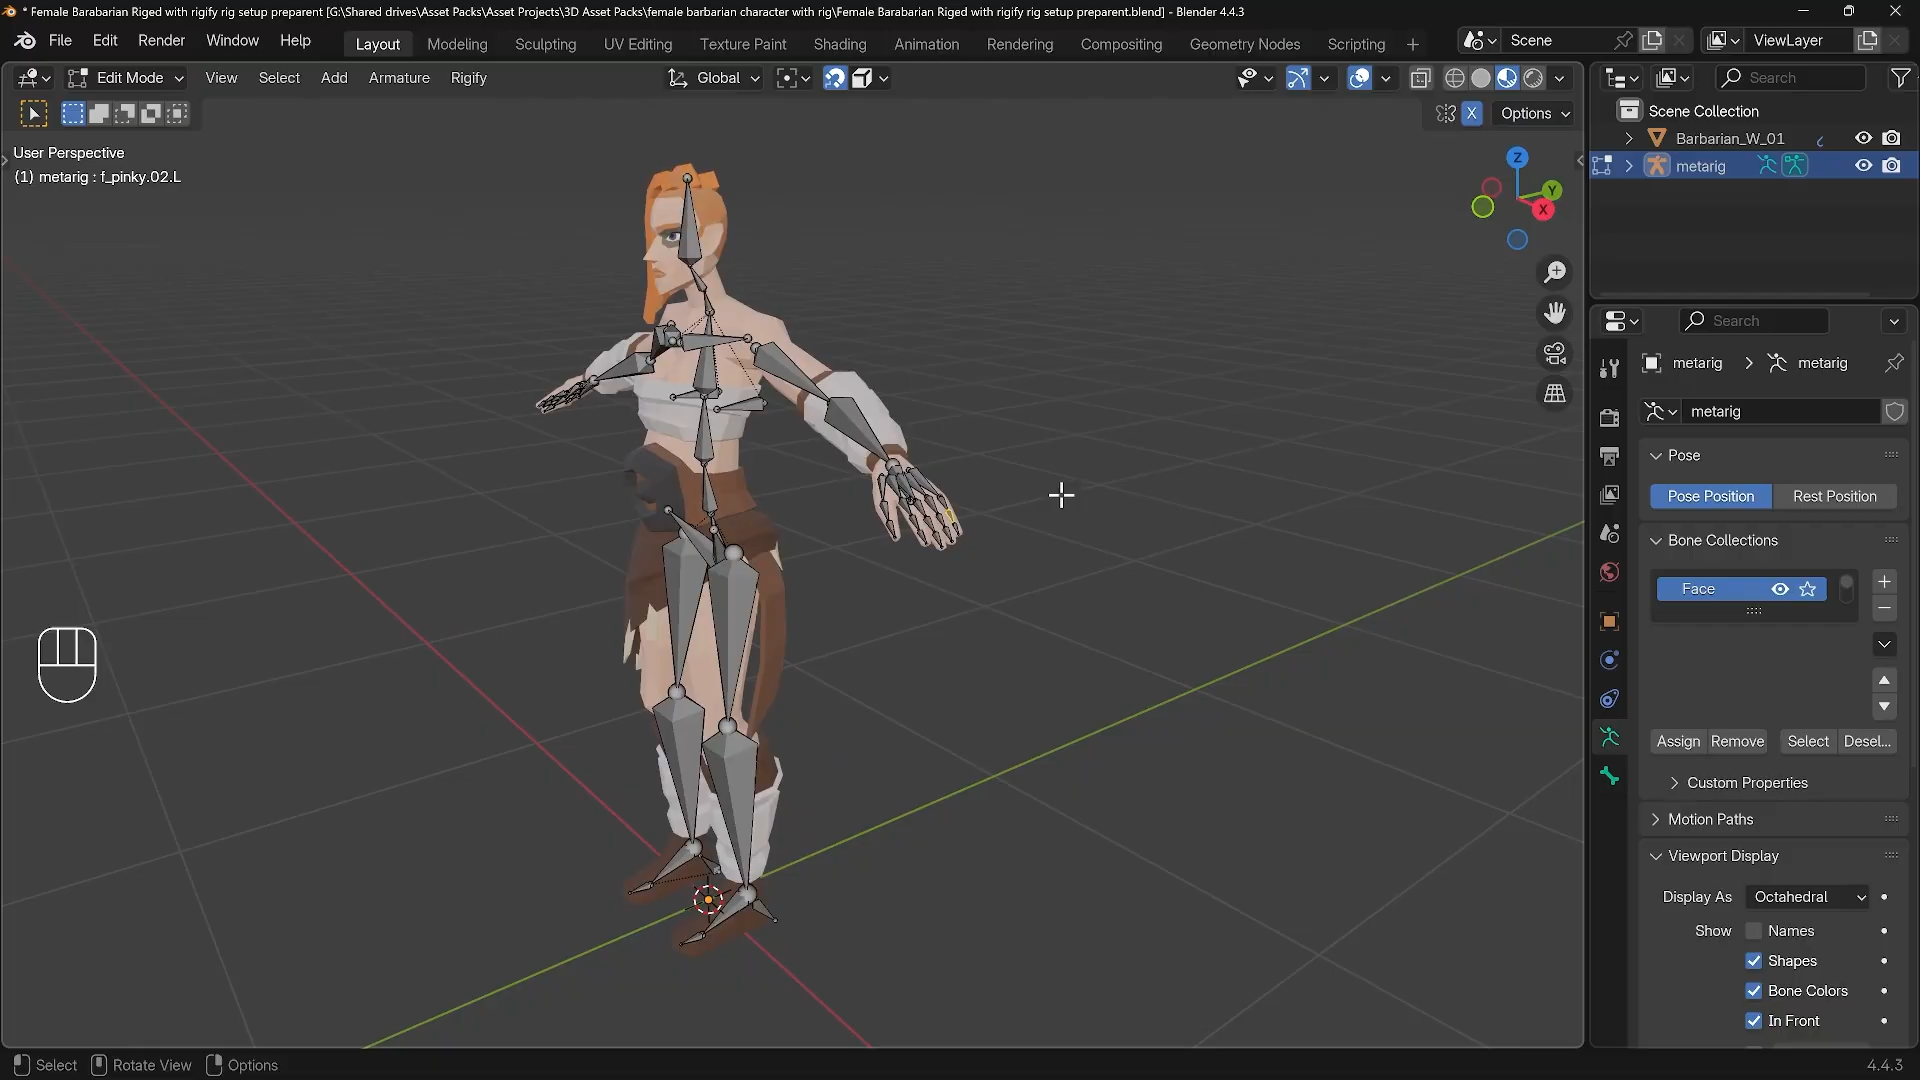 * Female Barabarian Riged with rigify rig setup preparent [G:\Shared drives\Asset Packs\Asset Projects\3D Asset Packs\female barbarian character with rig\Female Barabarian Riged with rigify rig setup preparent.blend] - Blender 4.4.3
File Edit Render Window Help Layout Modeling Sculpting UV Editing Texture Paint Shading Animation Rendering Compositing Geometry Nodes Scripting + Scene ViewLayer
Edit Mode View Select Add Armature Rigify Global Search
X Options
User Perspective
(1) metarig : f_pinky.02.L
Z
Y
X
Scene Collection
Barbarian_W_01
metarig
Search
metarig > metarig
metarig
Pose
Pose Position Rest Position
Bone Collections
Face
Assign Remove Select Desel...
Custom Properties
Motion Paths
Viewport Display
Display As Octahedral
Show Names
Shapes
Bone Colors
In Front
Select Rotate View Options 4.4.3